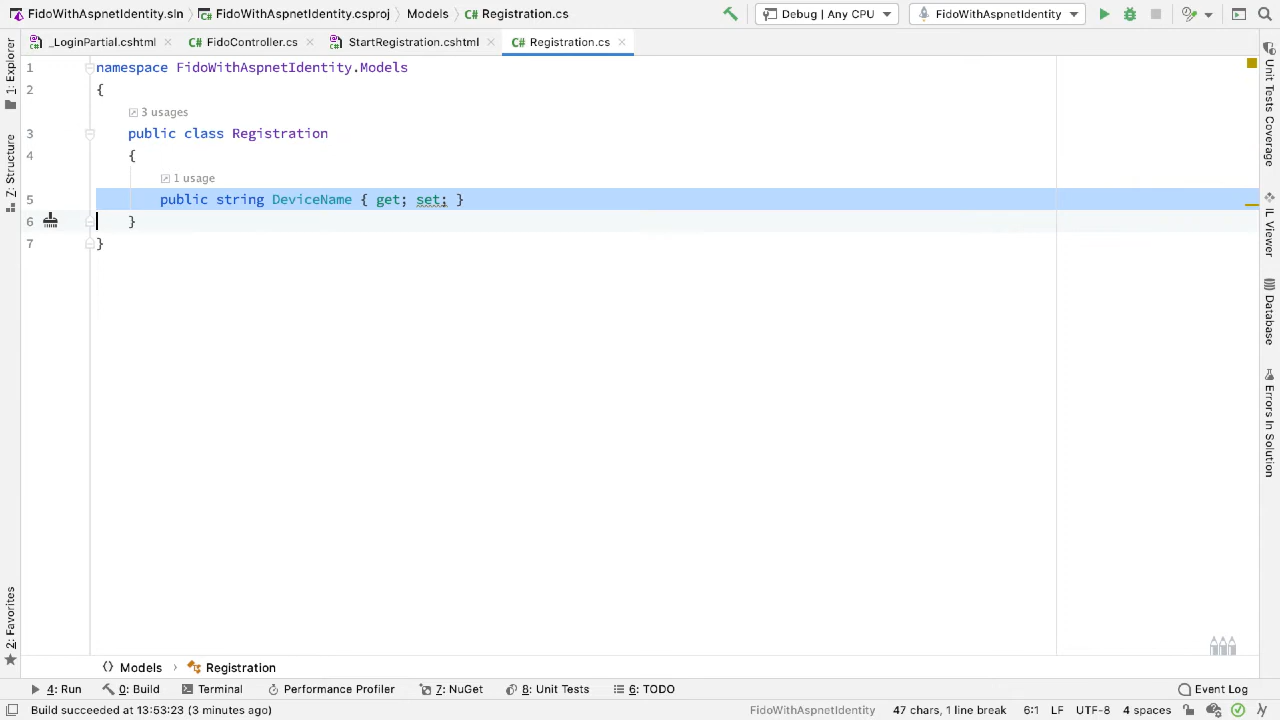 FidoWithAspnetIdentity.sln FidoWithAspnetIdentity.csproj Models Registration.cs Debug | Any CPU FidoWithAspnetIdentity
_LoginPartial.cshtml FidoController.cs StartRegistration.cshtml Registration.cs
1: Explorer
Z: Structure
2: Favorites
1 namespace FidoWithAspnetIdentity.Models
2 {
3 usages
3 public class Registration
4 {
1 usage
5 public string DeviceName { get; set; }
6 }
7 }
Unit Tests Coverage
IL Viewer
Database
Errors In Solution
Models Registration
4: Run 0: Build Terminal Performance Profiler 7: NuGet 8: Unit Tests 6: TODO Event Log
Build succeeded at 13:53:23 (3 minutes ago) FidoWithAspnetIdentity 47 chars, 1 line break 6:1 LF UTF-8 4 spaces